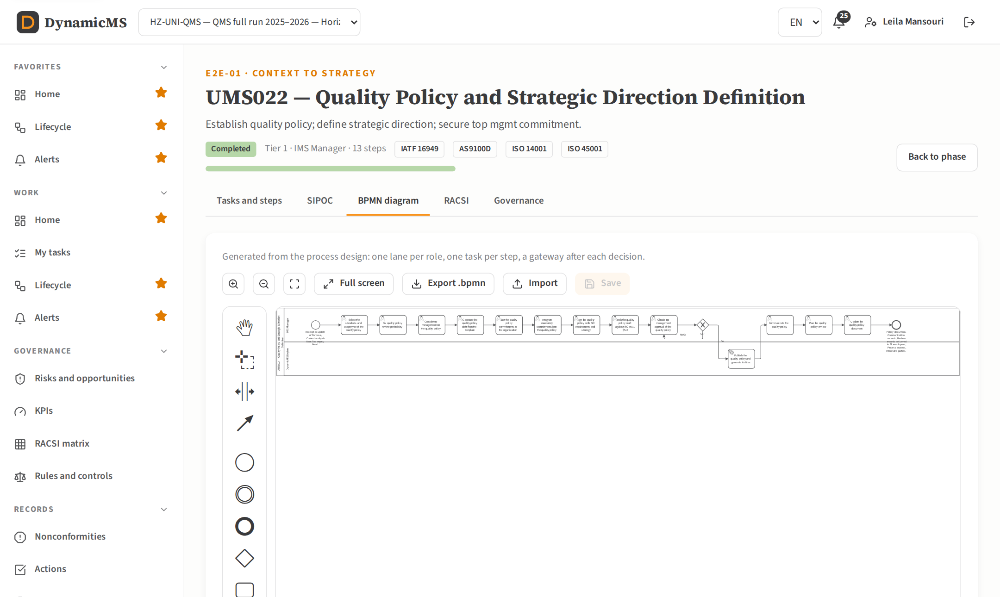 DynamicMS
HZ-UNI-QMS — QMS full run 2025–2026 — Horiz
EN
25
Leila Mansouri
FAVORITES
Home
Lifecycle
Alerts
WORK
Home
My tasks
Lifecycle
Alerts
GOVERNANCE
Risks and opportunities
KPIs
RACSI matrix
Rules and controls
RECORDS
Nonconformities
Actions
E2E-01 · CONTEXT TO STRATEGY
UMS022 — Quality Policy and Strategic Direction Definition
Establish quality policy; define strategic direction; secure top mgmt commitment.
Completed
Tier 1 · IMS Manager · 13 steps
IATF 16949
AS9100D
ISO 14001
ISO 45001
Back to phase
Tasks and steps
SIPOC
BPMN diagram
RACSI
Governance
Generated from the process design: one lane per role, one task per step, a gateway after each decision.
Full screen
Export .bpmn
Import
Save
UMS022 — Quality Policy and Strategic Direction
Definition
IMS Manager
DynamicMS Engine
Receipt or update
of Purpose,
Context analysis
from Top mgmt,
Board.
Select the
standards and
scope type of the
quality policy
Fix quality policy
review periodicity
Consult top
management on
the quality policy
Generate the
quality policy
draft from the
template
apt the quality
policy
commitments to
the organization
Integrate
mandatory
commitments into
the quality policy
ign the quality
policy with ISO
requirements and
strategy
eck the quality
policy draft
against ISO 9001
§5.2
Obtain top
management
approval of the
quality policy
No Go
Go?
Go
Publish the
quality policy and
generate its files
Communicate the
quality policy
Plan the quality
policy review
Update the
quality policy
document
Policy document,
Communication
records, Review
records delivered
to All employees,
Process owners,
Interested parties.